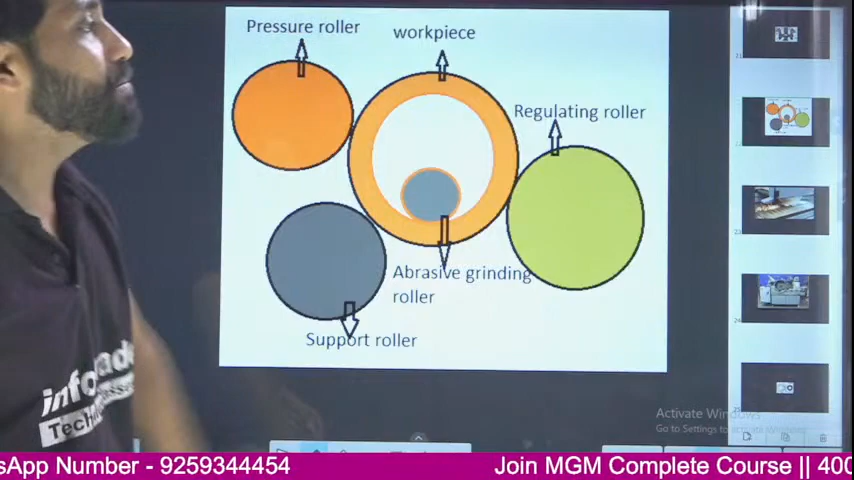 Pressure roller
workpiece
Regulating roller
Abrasive grinding
roller
Support roller
Activate Windows
Go to Settings to activate Windows.
sApp Number - 9259344454
Join MGM Complete Course || 400